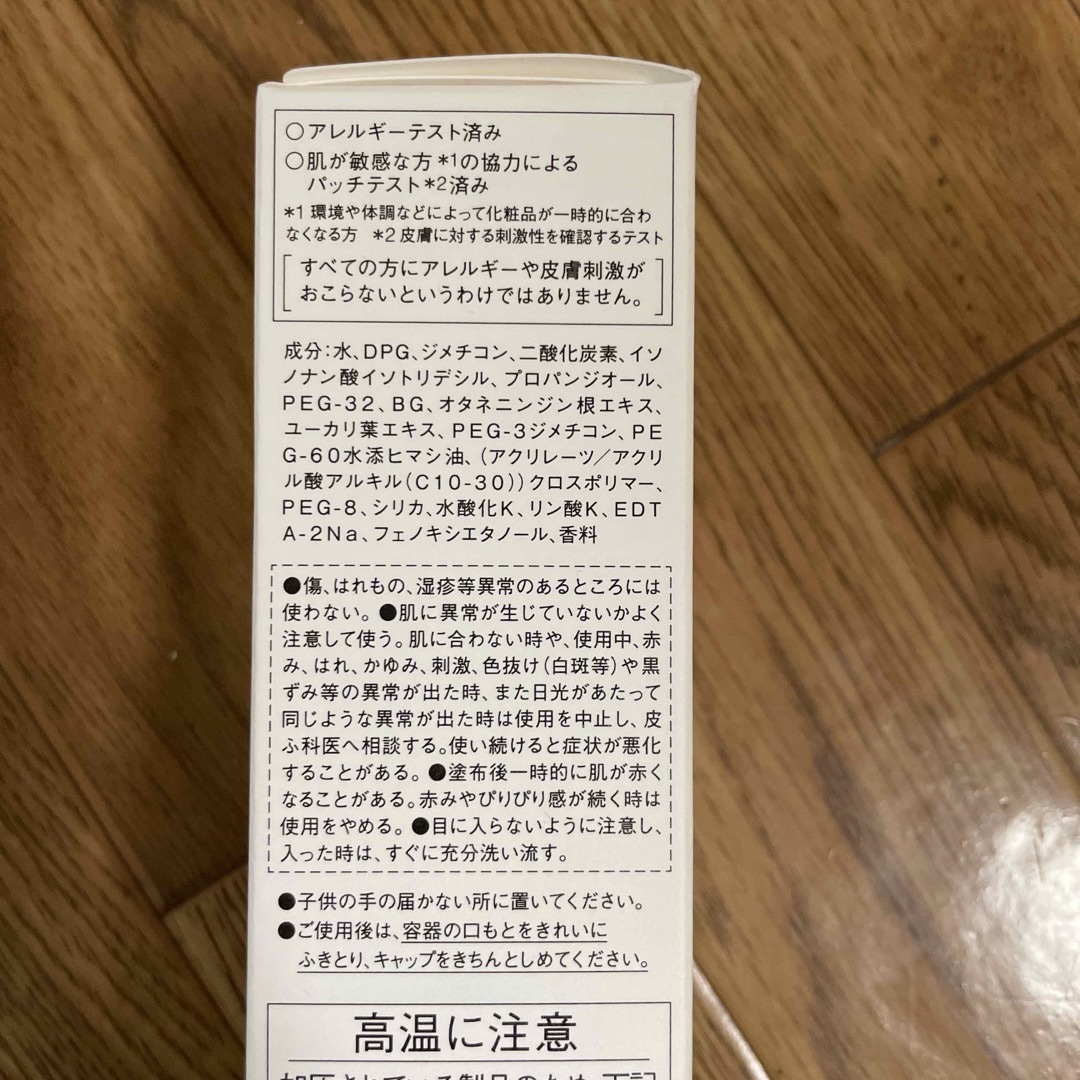 ○アレルギーテスト済み
○肌が敏感な方*1の協力による
パッチテスト*2済み
*1 環境や体調などによって化粧品が一時的に合わ
なくなる方 *2 皮膚に対する刺激性を確認するテスト
すべての方にアレルギーや皮膚刺激が
おこらないというわけではありません。
成分:水、DPG、ジメチコン、二酸化炭素、イソ
ノナン酸イソトリデシル、プロパンジオール、
PEG-32、BG、オタネニンジン根エキス、
ユーカリ葉エキス、PEG-3ジメチコン、PE
G-60水添ヒマシ油、(アクリレーツ/アクリ
ル酸アルキル(C10-30))クロスポリマー、
PEG-8、シリカ、水酸化K、リン酸K、EDT
A-2Na、フェノキシエタノール、香料
●傷、はれもの、湿疹等異常のあるところには
使わない。●肌に異常が生じていないかよく
注意して使う。肌に合わない時や、使用中、赤
み、はれ、かゆみ、刺激、色抜け(白斑等)や黒
ずみ等の異常が出た時、また日光があたって
同じような異常が出た時は使用を中止し、皮
ふ科医へ相談する。使い続けると症状が悪化
することがある。●塗布後一時的に肌が赤く
なることがある。赤みやぴりぴり感が続く時は
使用をやめる。●目に入らないように注意し、
入った時は、すぐに充分洗い流す。
●子供の手の届かない所に置いてください。
●ご使用後は、容器の口もとをきれいに
ふきとり、キャップをきちんとしめてください。
高温に注意